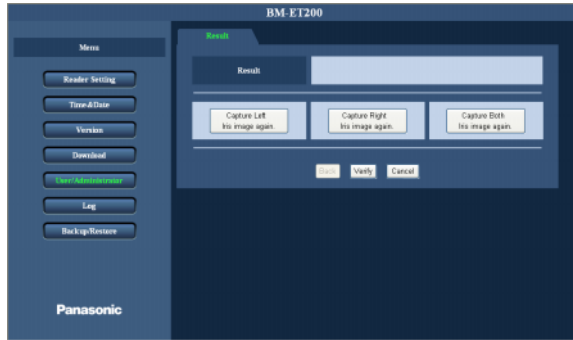 BM-ET200
Menu
Reader Setting
Time&Date
Version
Download
User/Administrator
Log
Backup/Restore
Panasonic
Result
Result
Capture Left
Iris image again.
Capture Right
Iris image again.
Capture Both
Iris image again.
Back
Verify
Cancel